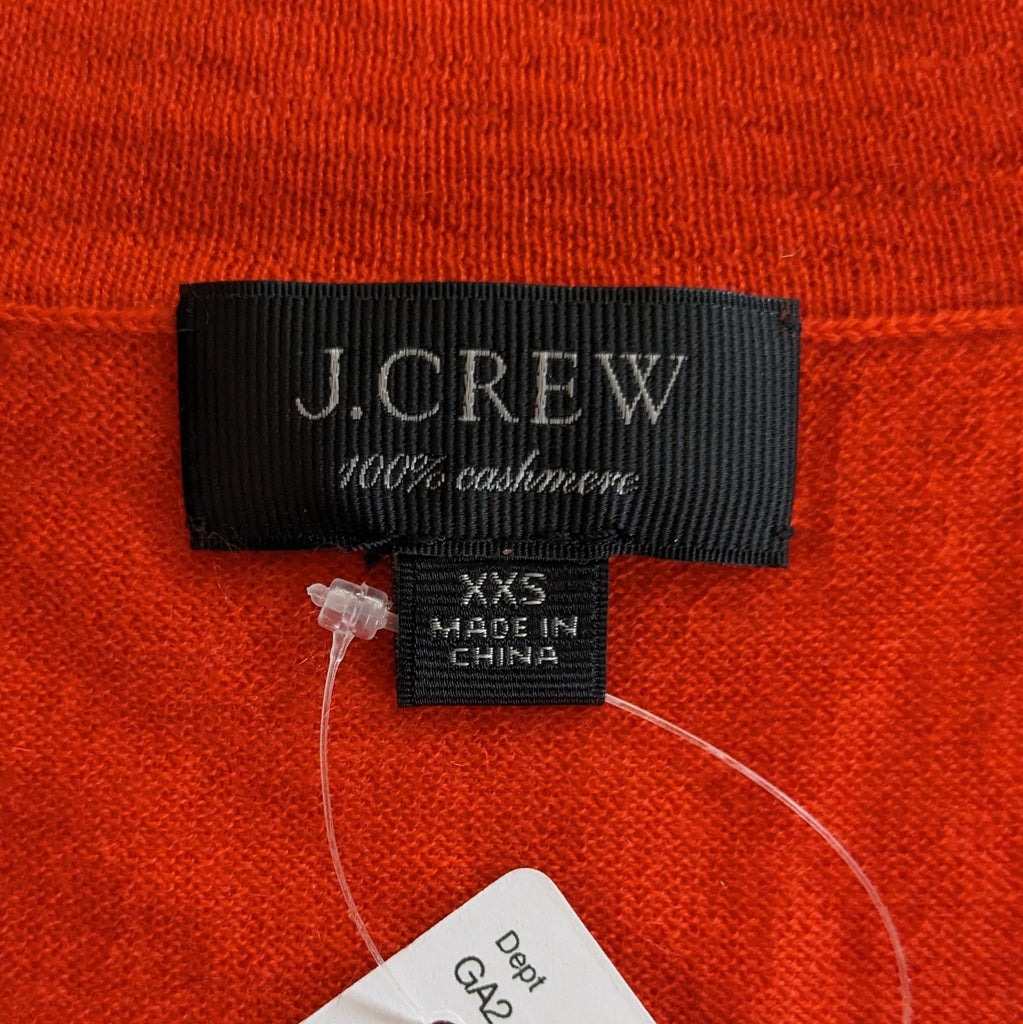 J.CREW
100% cashmere
XXS
MADE IN
CHINA
Dept
GA2